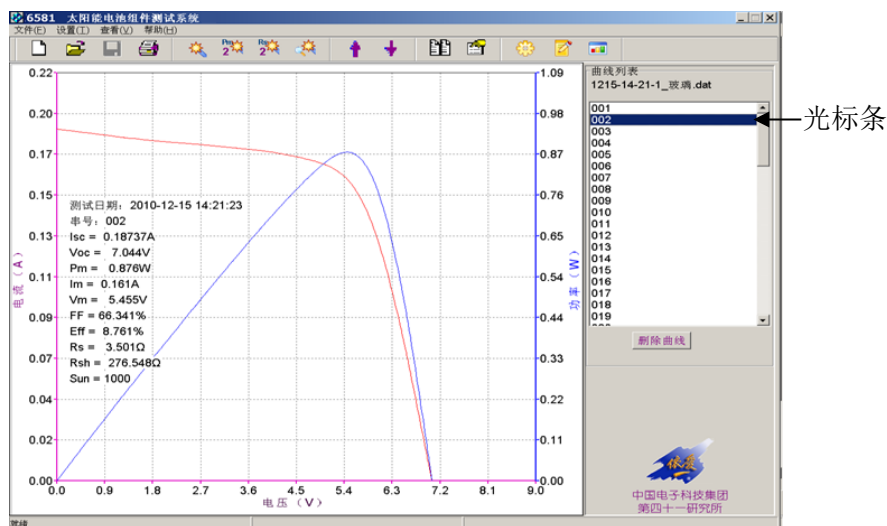 6581 太阳能电池组件测试系统
文件(F) 设置(T) 查看(V) 帮助(H)
曲线列表
1215-14-21-1_玻璃.dat
001
002
003
004
005
006
007
008
009
010
011
012
013
014
015
016
017
018
019
光标条
删除曲线
0.22
0.20
0.17
0.15
0.13
0.11
0.09
0.07
0.04
0.02
0.00
电流（A）
测试日期: 2010-12-15 14:21:23
串号: 002
Isc = 0.18737A
Voc = 7.044V
Pm = 0.876W
Im = 0.161A
Vm = 5.455V
FF = 66.341%
Eff = 8.761%
Rs = 3.501Ω
Rsh = 276.548Ω
Sun = 1000
1.09
0.98
0.87
0.76
0.65
0.54
0.44
0.33
0.22
0.11
0.00
功率（W）
0.0 0.9 1.8 2.7 3.6 4.5 5.4 6.3 7.2 8.1 9.0
电压（V）
依爱
中国电子科技集团
第四十一研究所
就绪